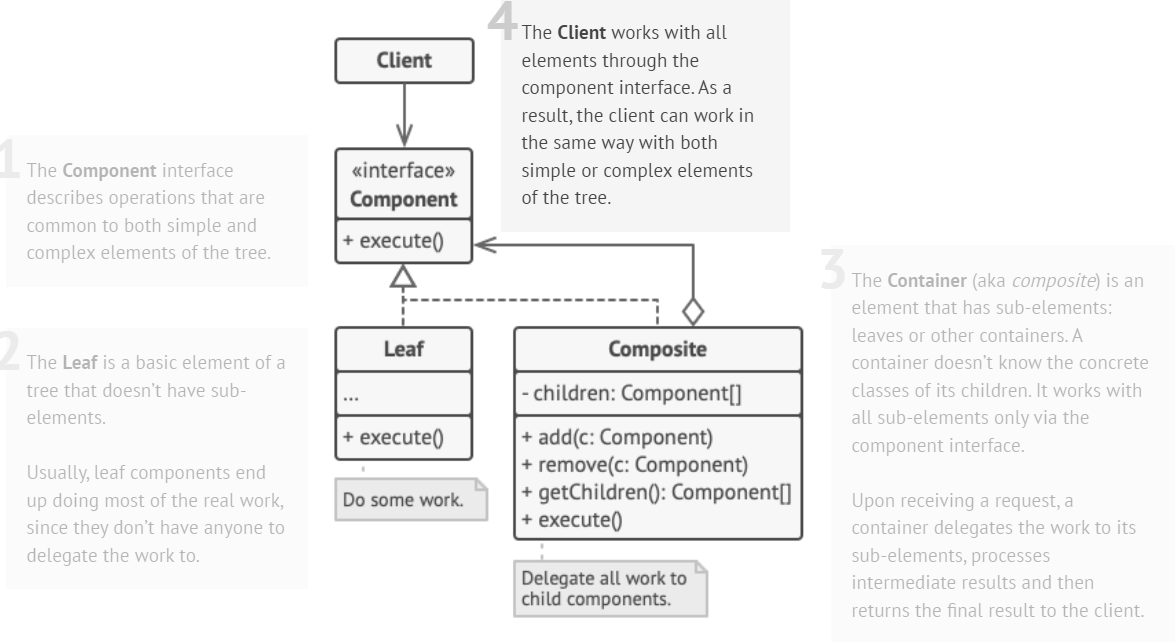 4
The Client works with all
elements through the
component interface. As a
result, the client can work in
the same way with both
simple or complex elements
of the tree.
Client
1
The Component interface
describes operations that are
common to both simple and
complex elements of the tree.
«interface»
Component
+ execute()
3
The Container (aka composite) is an
element that has sub-elements:
leaves or other containers. A
container doesn't know the concrete
classes of its children. It works with
all sub-elements only via the
component interface.
Upon receiving a request, a
container delegates the work to its
sub-elements, processes
intermediate results and then
returns the final result to the client.
2
The Leaf is a basic element of a
tree that doesn't have sub-
elements.
Usually, leaf components end
up doing most of the real work,
since they don't have anyone to
delegate the work to.
Leaf
...
+ execute()
Do some work.
Composite
- children: Component[]
+ add(c: Component)
+ remove(c: Component)
+ getChildren(): Component[]
+ execute()
Delegate all work to
child components.